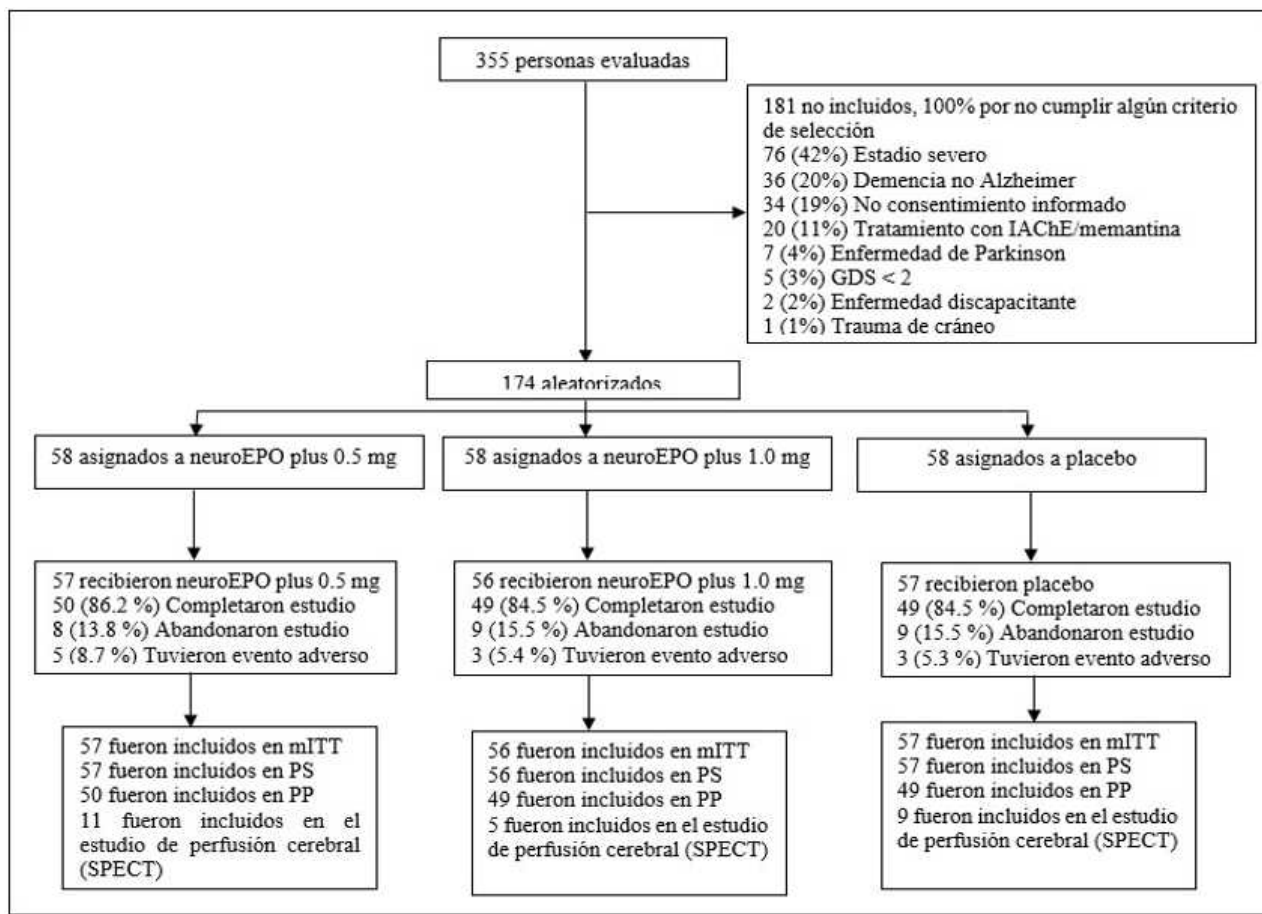 355 personas evaluadas
181 no incluidos, 100% por no cumplir algún criterio
de selección
76 (42%) Estadio severo
36 (20%) Demencia no Alzheimer
34 (19%) No consentimiento informado
20 (11%) Tratamiento con IAChE/memantina
7 (4%) Enfermedad de Parkinson
5 (3%) GDS < 2
2 (2%) Enfermedad discapacitante
1 (1%) Trauma de cráneo
174 aleatorizados
58 asignados a neuroEPO plus 0.5 mg
58 asignados a neuroEPO plus 1.0 mg
58 asignados a placebo
57 recibieron neuroEPO plus 0.5 mg
50 (86.2 %) Completaron estudio
8 (13.8 %) Abandonaron estudio
5 (8.7 %) Tuvieron evento adverso
56 recibieron neuroEPO plus 1.0 mg
49 (84.5 %) Completaron estudio
9 (15.5 %) Abandonaron estudio
3 (5.4 %) Tuvieron evento adverso
57 recibieron placebo
49 (84.5 %) Completaron estudio
9 (15.5 %) Abandonaron estudio
3 (5.3 %) Tuvieron evento adverso
57 fueron incluidos en mITT
57 fueron incluidos en PS
50 fueron incluidos en PP
11 fueron incluidos en el
estudio de perfusión cerebral
(SPECT)
56 fueron incluidos en mITT
56 fueron incluidos en PS
49 fueron incluidos en PP
5 fueron incluidos en el estudio
de perfusión cerebral (SPECT)
57 fueron incluidos en mITT
57 fueron incluidos en PS
49 fueron incluidos en PP
9 fueron incluidos en el estudio
de perfusión cerebral (SPECT)